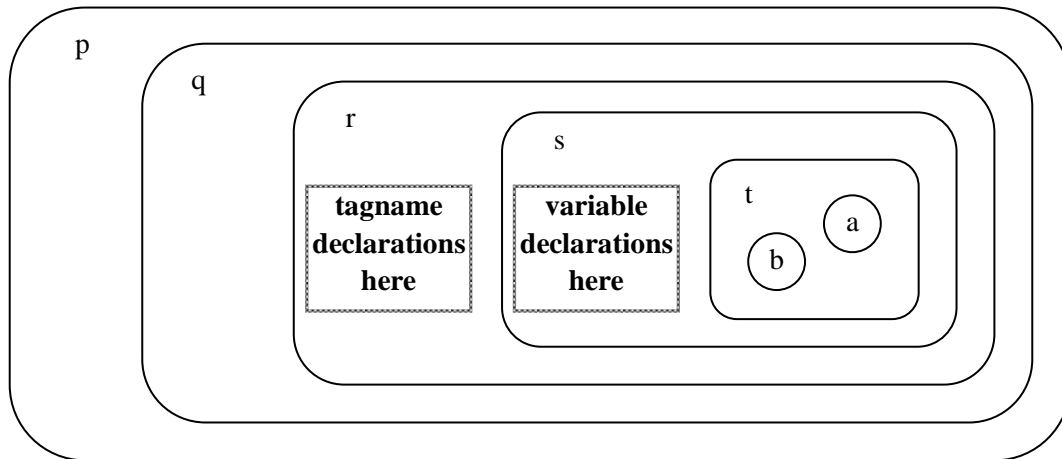 p
q
r
s
tagname
declarations
here
variable
declarations
here
t
a
b